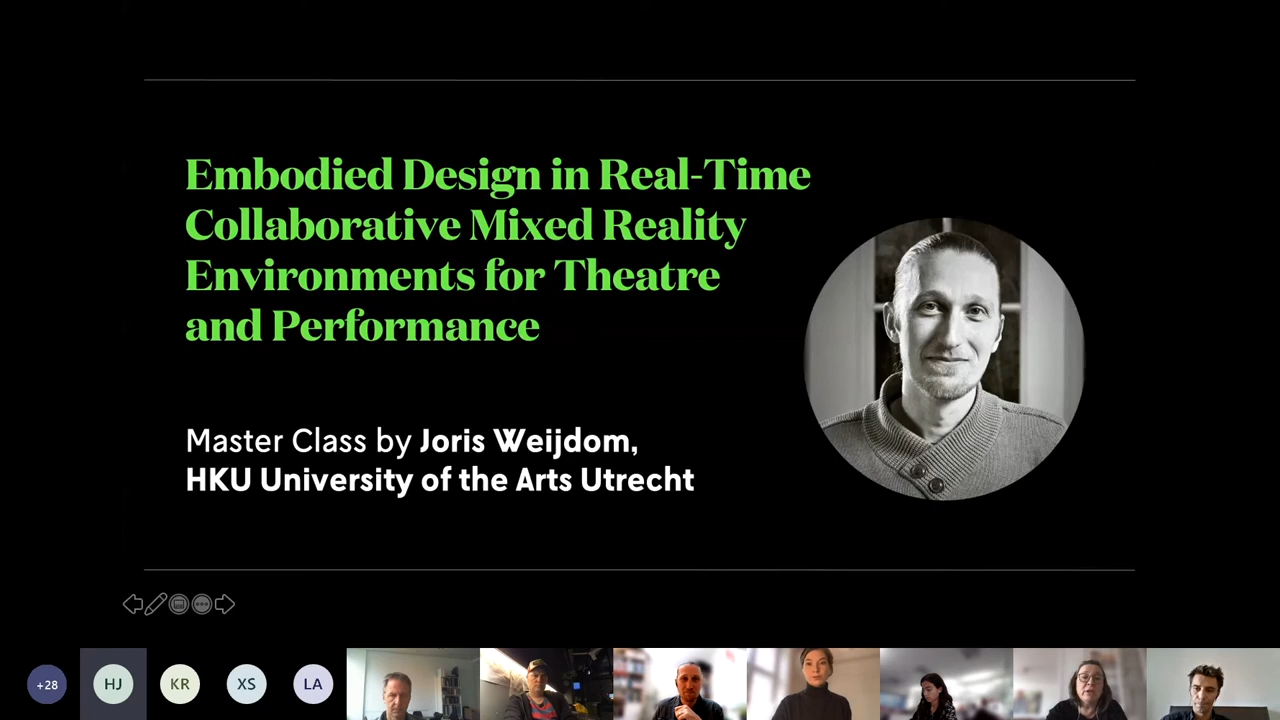 Embodied Design in Real-Time
Collaborative Mixed Reality
Environments for Theatre
and Performance
Master Class by Joris Weijdom,
HKU University of the Arts Utrecht
+28
HJ
KR
XS
LA